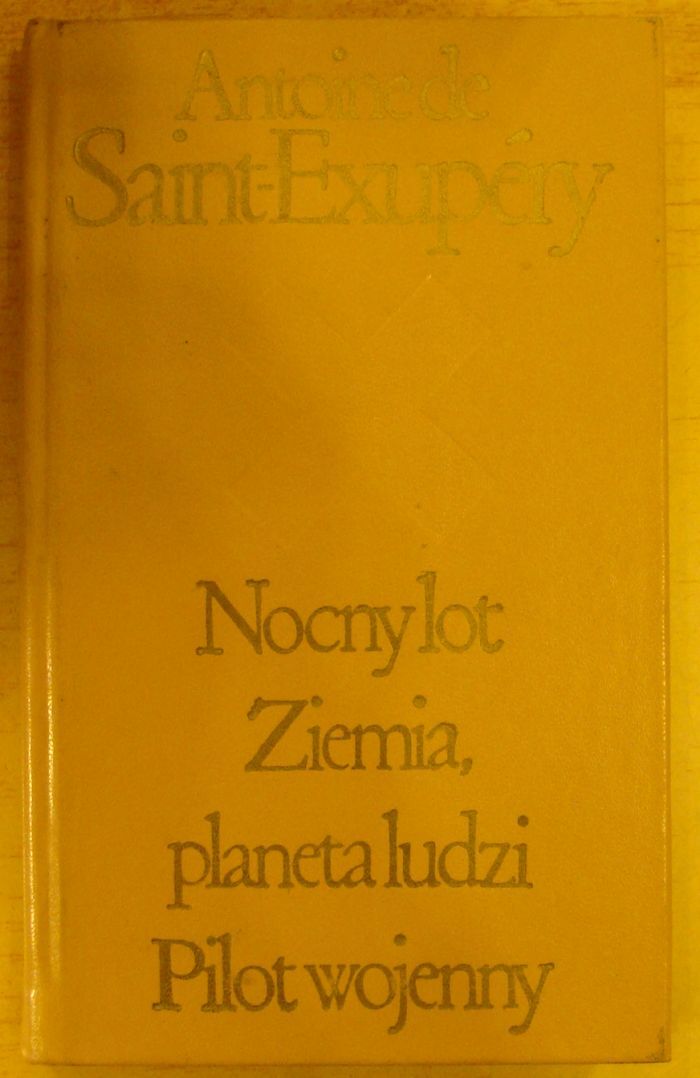 Antoine de
Saint-Exupéry
Nocny lot
Ziemia,
planeta ludzi
Pilot wojenny